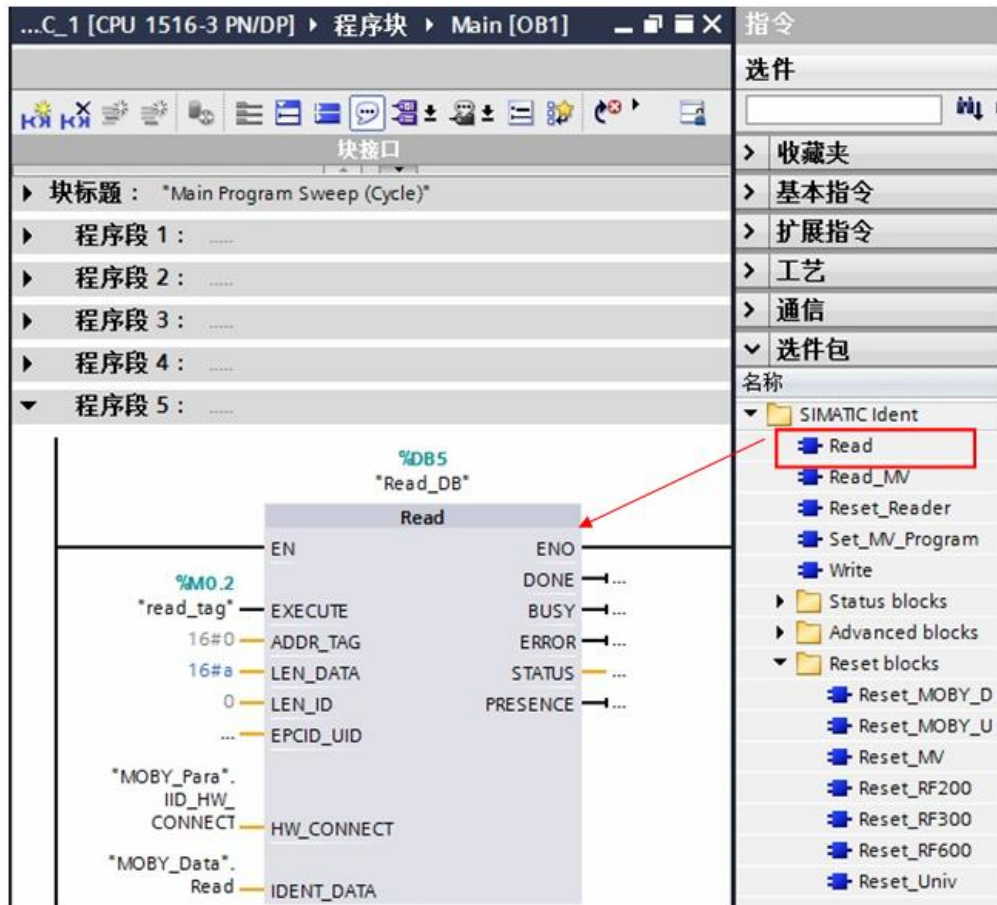 ...C_1 [CPU 1516-3 PN/DP] ▸ 程序块 ▸ Main [OB1]
块接口
块标题： "Main Program Sweep (Cycle)"
程序段 1： .....
程序段 2： .....
程序段 3： .....
程序段 4： .....
程序段 5： .....
%DB5
"Read_DB"
Read
EN ENO
DONE ...
%M0.2
"read_tag" EXECUTE BUSY ...
16#0 ADDR_TAG ERROR ...
16#a LEN_DATA STATUS ...
0 LEN_ID PRESENCE ...
... EPCID_UID
"MOBY_Para".
IID_HW_
CONNECT HW_CONNECT
"MOBY_Data".
Read IDENT_DATA
指令
选件
收藏夹
基本指令
扩展指令
工艺
通信
选件包
名称
SIMATIC Ident
Read
Read_MV
Reset_Reader
Set_MV_Program
Write
Status blocks
Advanced blocks
Reset blocks
Reset_MOBY_D
Reset_MOBY_U
Reset_MV
Reset_RF200
Reset_RF300
Reset_RF600
Reset_Univ